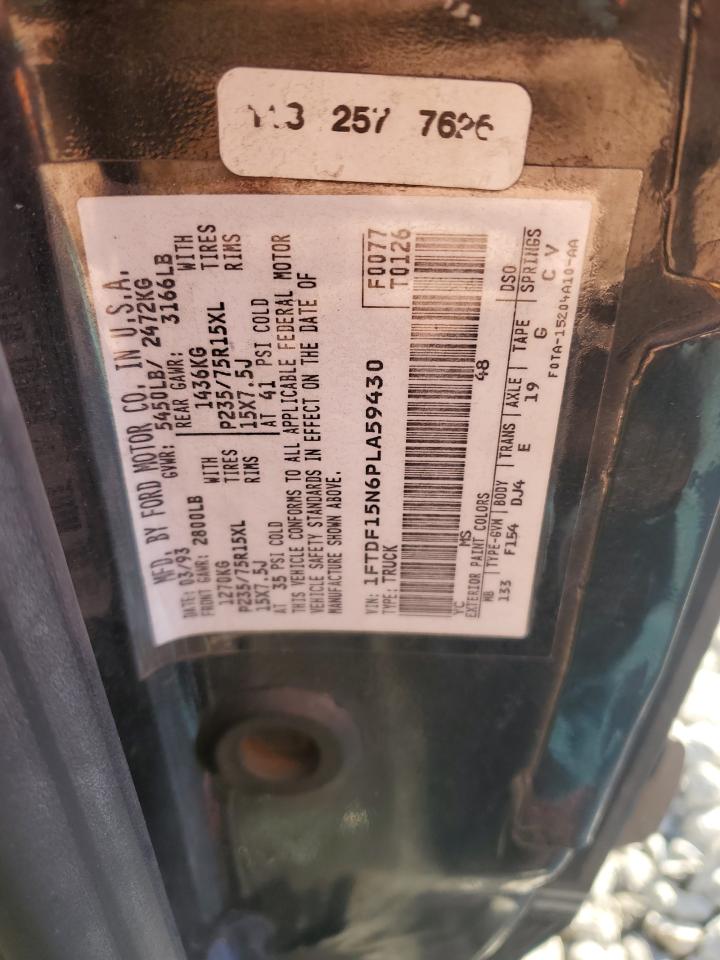 257 7626
MFD. BY FORD MOTOR CO. IN U.S.A.
DATE: 03/93 GVWR: 5450LB/ 2472KG
FRONT GAWR: 2800LB REAR GAWR: 3166LB
1270KG WITH 1436KG WITH
P235/75R15XL TIRES P235/75R15XL TIRES
15X7.5J RIMS 15X7.5J RIMS
AT 35 PSI COLD AT 41 PSI COLD
THIS VEHICLE CONFORMS TO ALL APPLICABLE FEDERAL MOTOR
VEHICLE SAFETY STANDARDS IN EFFECT ON THE DATE OF
MANUFACTURE SHOWN ABOVE.
VIN: 1FTDF15N6PLA59430 F0077
TYPE: TRUCK T0126
YC MS 48
EXTERIOR PAINT COLORS DSO
WB TYPE-GVW BODY TRANS AXLE TAPE SPRINGS
133 F154 DJ4 E 19 G C V
F0TA-15204A10-AA